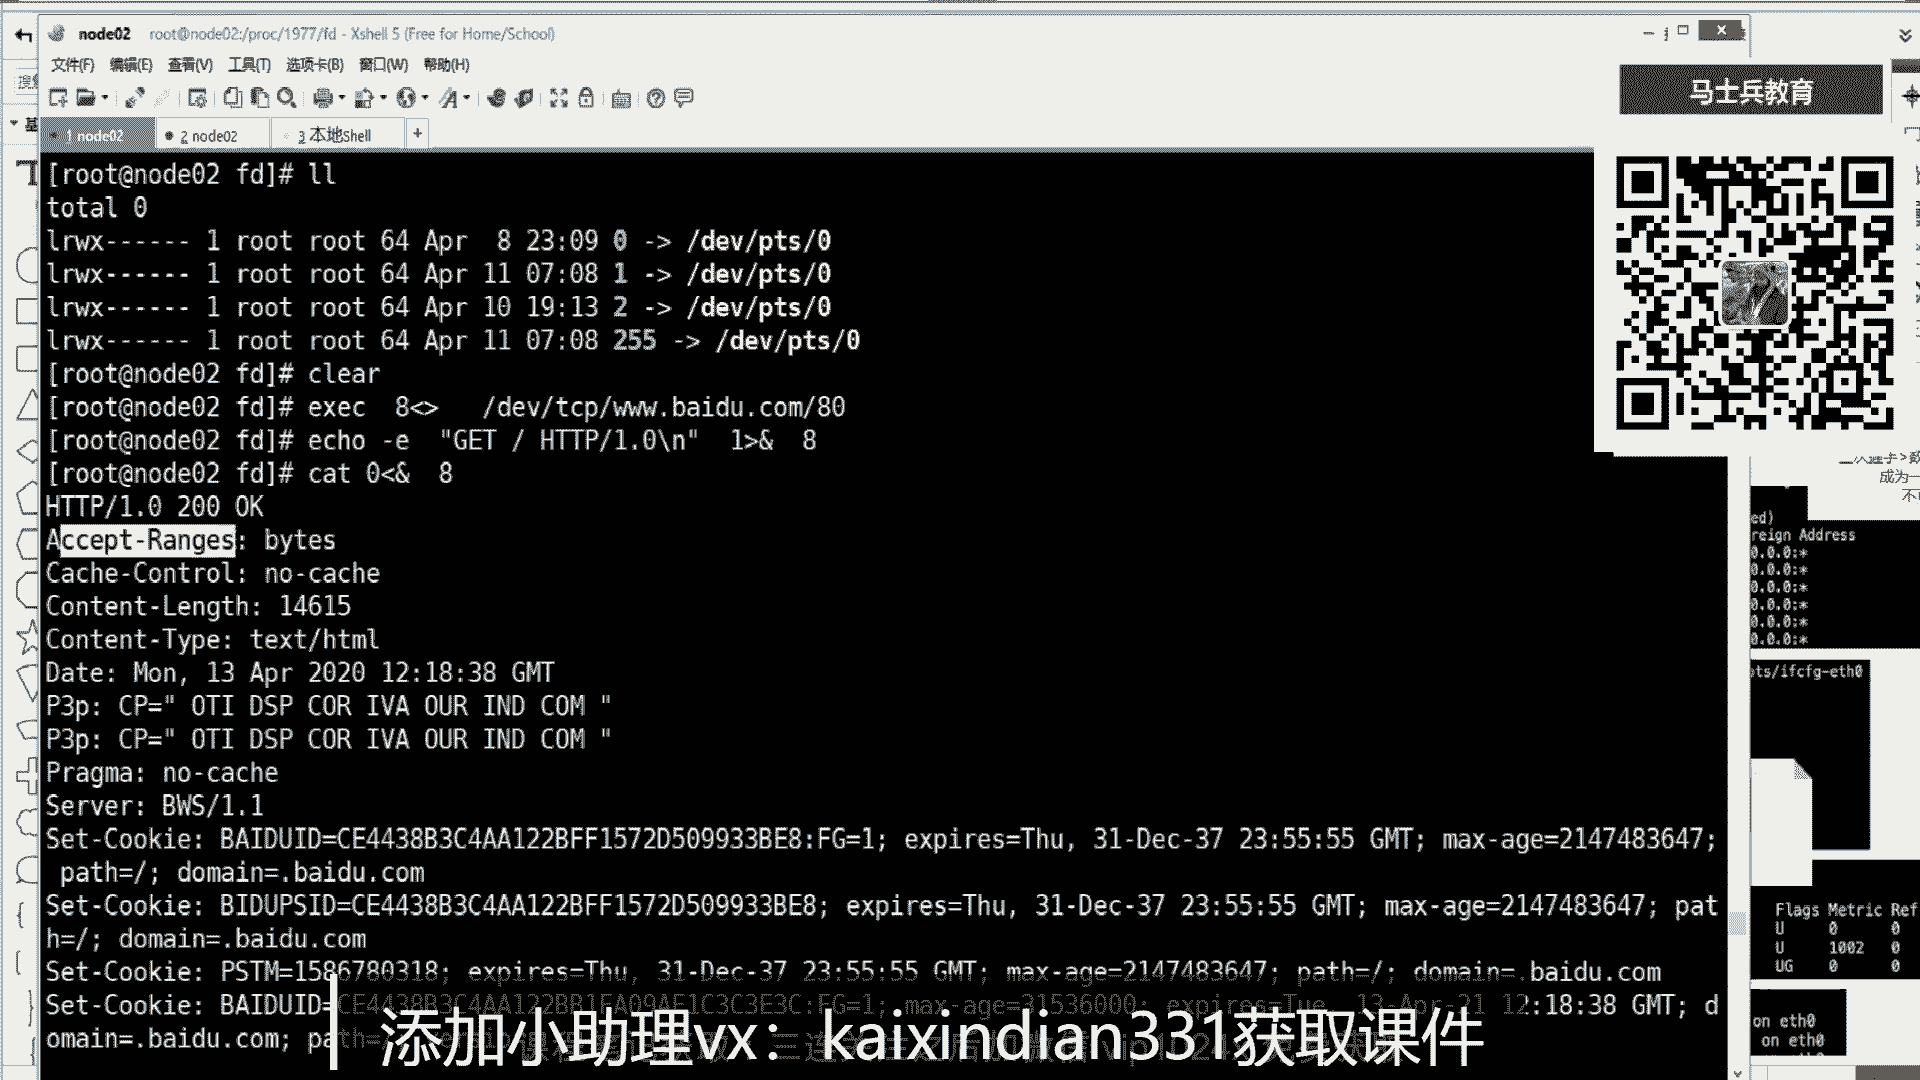 node02 root@node02:/proc/1977/fd - Xshell 5 (Free for Home/School)
文件(F) 编辑(E) 查看(V) 工具(T) 选项卡(B) 窗口(W) 帮助(H)
1 node02 2 node02 3 本地Shell +
马士兵教育
[root@node02 fd]# ll
total 0
lrwx------ 1 root root 64 Apr  8 23:09 0 -> /dev/pts/0
lrwx------ 1 root root 64 Apr 11 07:08 1 -> /dev/pts/0
lrwx------ 1 root root 64 Apr 10 19:13 2 -> /dev/pts/0
lrwx------ 1 root root 64 Apr 11 07:08 255 -> /dev/pts/0
[root@node02 fd]# clear
[root@node02 fd]# exec  8<>   /dev/tcp/www.baidu.com/80
[root@node02 fd]# echo -e  "GET / HTTP/1.0\n"  1>&  8
[root@node02 fd]# cat 0<&  8
HTTP/1.0 200 OK
Accept-Ranges: bytes
Cache-Control: no-cache
Content-Length: 14615
Content-Type: text/html
Date: Mon, 13 Apr 2020 12:18:38 GMT
P3p: CP=" OTI DSP COR IVA OUR IND COM "
P3p: CP=" OTI DSP COR IVA OUR IND COM "
Pragma: no-cache
Server: BWS/1.1
Set-Cookie: BAIDUID=CE4438B3C4AA122BFF1572D509933BE8:FG=1; expires=Thu, 31-Dec-37 23:55:55 GMT; max-age=2147483647;
path=/; domain=.baidu.com
Set-Cookie: BIDUPSID=CE4438B3C4AA122BFF1572D509933BE8; expires=Thu, 31-Dec-37 23:55:55 GMT; max-age=2147483647; pat
h=/; domain=.baidu.com
Set-Cookie: PSTM=1586780318; expires=Thu, 31-Dec-37 23:55:55 GMT; max-age=2147483647; path=/; domain=.baidu.com
Set-Cookie: BAIDUID=CE4438B3C4AA122BB1EA09AE1C3C3E3C:FG=1; max-age=31536000; expires=Tue, 13-Apr-21 12:18:38 GMT; d
omain=.baidu.com;
添加小助理vx：kaixindian331获取课件
成为一
ed)
reign Address
0.0.0:*
0.0.0:*
0.0.0:*
0.0.0:*
0.0.0:*
0.0.0:*
ts/ifcfg-eth0
Flags Metric Ref
U 0 0
U 1002 0
UG 0 0
on eth0
on eth0